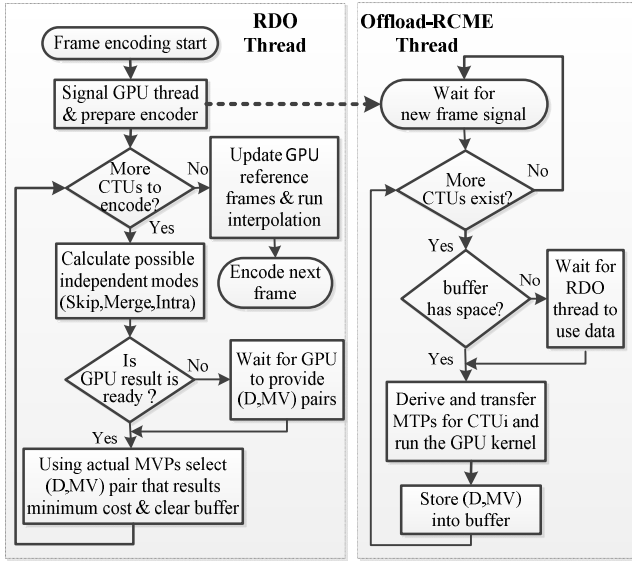 RDO
Thread
Frame encoding start
Signal GPU thread
& prepare encoder
More
CTUs to
encode?
No
Update GPU
reference
frames & run
interpolation
Encode next
frame
Yes
Calculate possible
independent modes
(Skip,Merge,Intra)
Is
GPU result is
ready ?
No
Wait for GPU
to provide
(D,MV) pairs
Yes
Using actual MVPs select
(D,MV) pair that results
minimum cost & clear buffer
Offload-RCME
Thread
Wait for
new frame signal
More
CTUs exist?
No
Yes
buffer
has space?
No
Wait for
RDO
thread to
use data
Yes
Derive and transfer
MTPs for CTUi and
run the GPU kernel
Store (D,MV)
into buffer